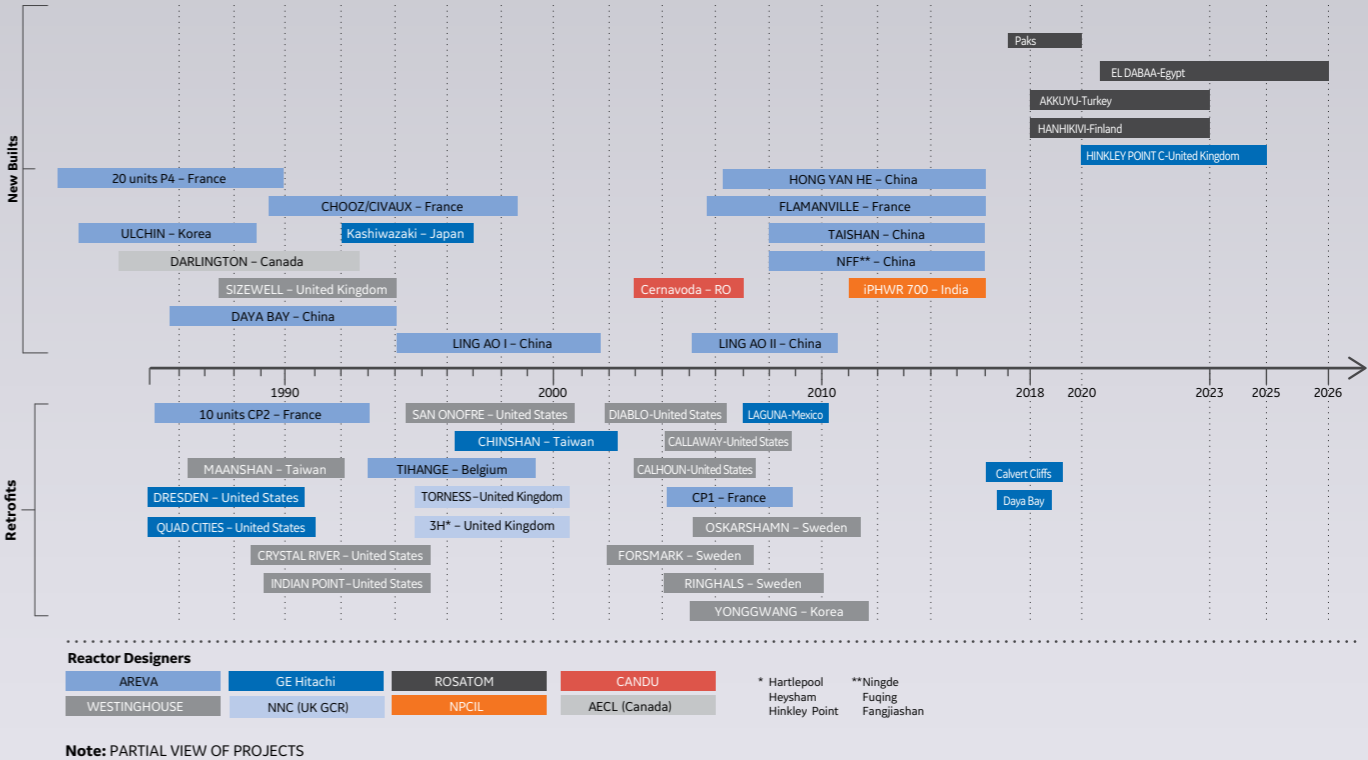 New Builts
Paks
EL DABAA-Egypt
AKKUYU-Turkey
HANHIKIVI-Finland
HINKLEY POINT C-United Kingdom
20 units P4 – France
HONG YAN HE – China
CHOOZ/CIVAUX – France
FLAMANVILLE – France
ULCHIN – Korea
Kashiwazaki – Japan
TAISHAN – China
DARLINGTON – Canada
NFF** – China
SIZEWELL – United Kingdom
Cernavoda – RO
iPHWR 700 – India
DAYA BAY – China
LING AO I – China
LING AO II – China
1990
2000
2010
2018
2020
2023
2025
2026
Retrofits
10 units CP2 – France
SAN ONOFRE – United States
DIABLO-United States
LAGUNA-Mexico
CHINSHAN – Taiwan
CALLAWAY-United States
MAANSHAN – Taiwan
TIHANGE – Belgium
CALHOUN-United States
Calvert Cliffs
DRESDEN – United States
TORNESS–United Kingdom
CP1 – France
Daya Bay
QUAD CITIES – United States
3H* – United Kingdom
OSKARSHAMN – Sweden
CRYSTAL RIVER – United States
FORSMARK – Sweden
INDIAN POINT–United States
RINGHALS – Sweden
YONGGWANG – Korea
Reactor Designers
AREVA
GE Hitachi
ROSATOM
CANDU
WESTINGHOUSE
NNC (UK GCR)
NPCIL
AECL (Canada)
* Hartlepool
Heysham
Hinkley Point
**Ningde
Fuqing
Fangjiashan
Note: PARTIAL VIEW OF PROJECTS